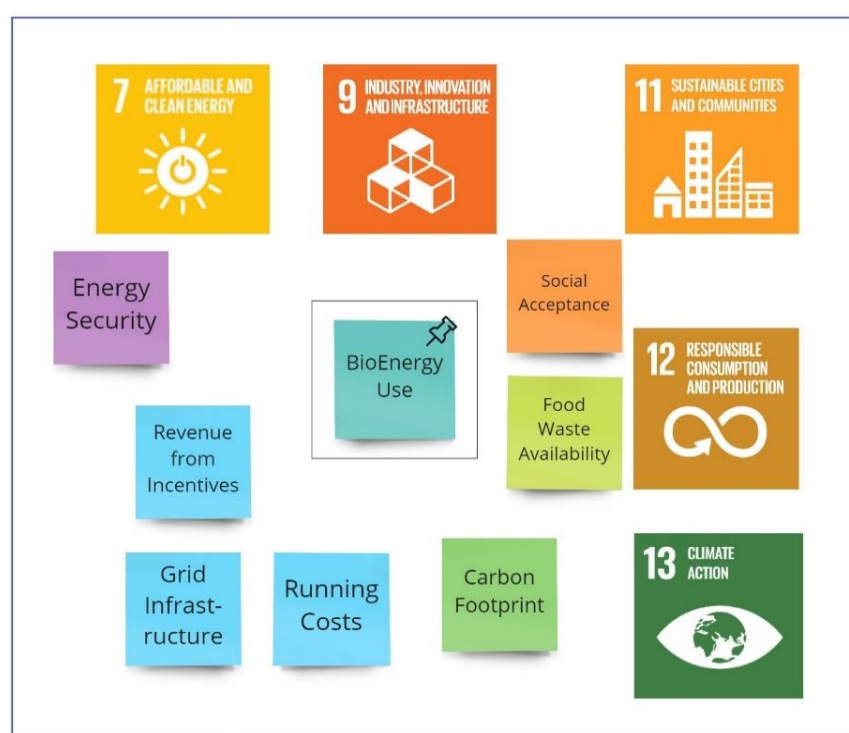 7 AFFORDABLE AND
CLEAN ENERGY
9 INDUSTRY, INNOVATION
AND INFRASTRUCTURE
11 SUSTAINABLE CITIES
AND COMMUNITIES
Energy
Security
BioEnergy
Use
Social
Acceptance
12 RESPONSIBLE
CONSUMPTION
AND PRODUCTION
Revenue
from
Incentives
Food
Waste
Availability
Grid
Infrast-
ructure
Running
Costs
Carbon
Footprint
13 CLIMATE
ACTION